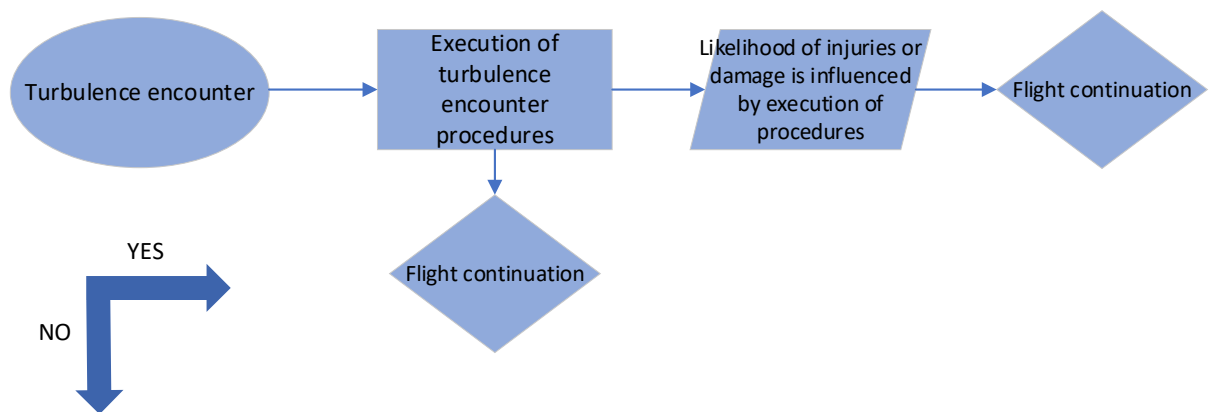 Turbulence encounter
Execution of
turbulence
encounter
procedures
Likelihood of injuries or
damage is influenced
by execution of
procedures
Flight continuation
Flight continuation
YES
NO